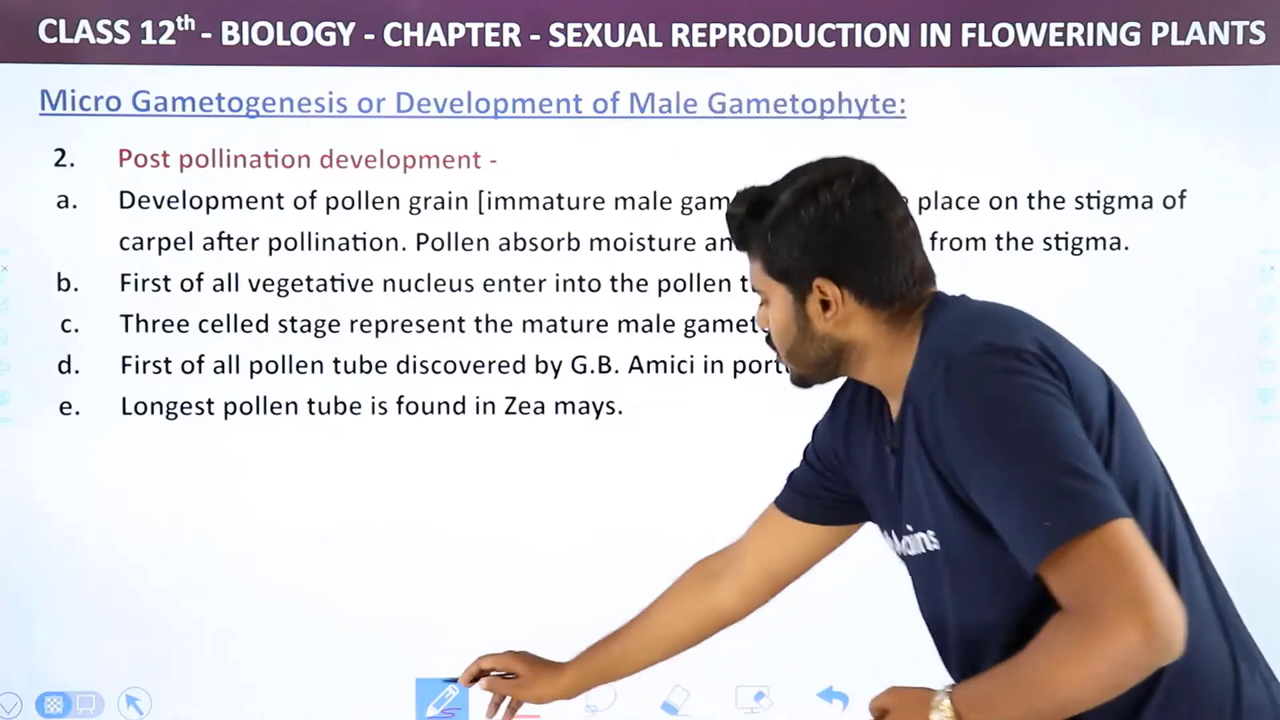 CLASS 12th - BIOLOGY - CHAPTER - SEXUAL REPRODUCTION IN FLOWERING PLANTS
Micro Gametogenesis or Development of Male Gametophyte:
2. Post pollination development -
a. Development of pollen grain [immature male place on the stigma of
carpel after pollination. Pollen absorb moisture from the stigma.
b. First of all vegetative nucleus enter into the pollen
c. Three celled stage represent the mature male
d. First of all pollen tube discovered by G.B. Amici in
e. Longest pollen tube is found in Zea mays.